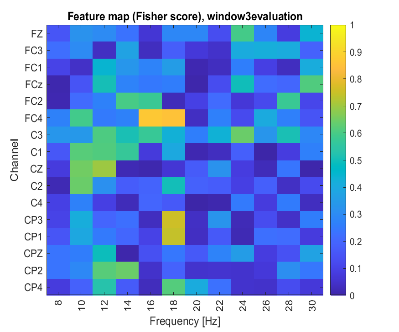 Feature map (Fisher score), window3evaluation
Channel
FZ
FC3
FC1
FCz
FC2
FC4
C3
C1
CZ
C2
C4
CP3
CP1
CPZ
CP2
CP4
8 10 12 14 16 18 20 22 24 26 28 30
Frequency [Hz]
1
0.9
0.8
0.7
0.6
0.5
0.4
0.3
0.2
0.1
0